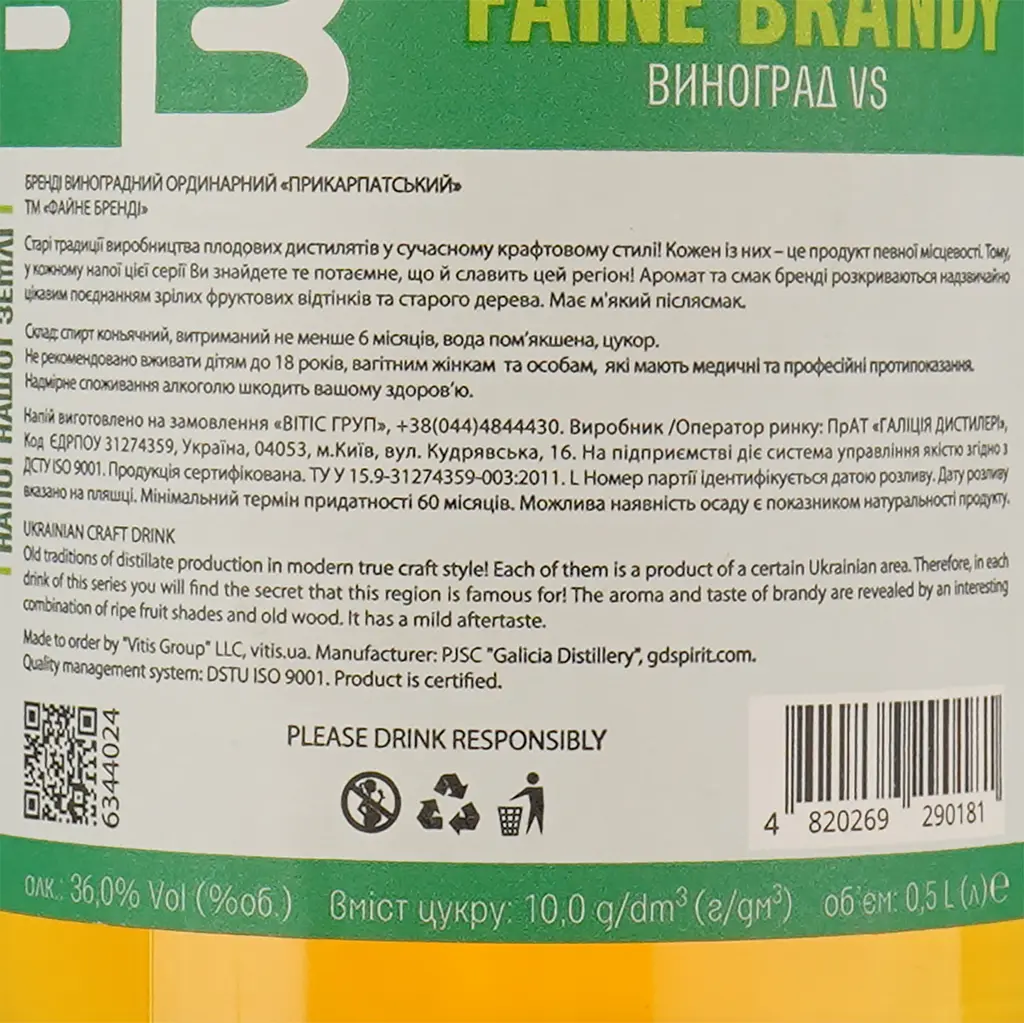 FAINE BRANDY
ВИНОГРАД VS
НАПОЇ НАШОЇ ЗЕМЛІ
БРЕНДІ ВИНОГРАДНИЙ ОРДИНАРНИЙ «ПРИКАРПАТСЬКИЙ»
ТМ «ФАЙНЕ БРЕНДІ»
Старі традиції виробництва плодових дистилятів у сучасному крафтовому стилі! Кожен із них – це продукт певної місцевості. Тому,
у кожному напої цієї серії Ви знайдете те потаємне, що й славить цей регіон! Аромат та смак бренді розкриваються надзвичайно
цікавим поєднанням зрілих фруктових відтінків та старого дерева. Має м'який післясмак.
Склад: спирт коньячний, витриманий не менше 6 місяців, вода пом’якшена, цукор.
Не рекомендовано вживати дітям до 18 років, вагітним жінкам та особам, які мають медичні та професійні протипоказання.
Надмірне споживання алкоголю шкодить вашому здоров’ю.
Напій виготовлено на замовлення «ВІТІС ГРУП», +38(044)4844430. Виробник /Оператор ринку: ПрАТ «ГАЛІЦІЯ ДИСТИЛЕРІ»,
Код ЄДРПОУ 31274359, Україна, 04053, м.Київ, вул. Кудрявська, 16. На підприємстві діє система управління якістю згідно з
ДСТУ ISO 9001. Продукція сертифікована. ТУ У 15.9-31274359-003:2011. L Номер партії ідентифікується датою розливу. Дату розливу
вказано на пляшці. Мінімальний термін придатності 60 місяців. Можлива наявність осаду є показником натуральності продукту.
UKRAINIAN CRAFT DRINK
Old traditions of distillate production in modern true craft style! Each of them is a product of a certain Ukrainian area. Therefore, in each
drink of this series you will find the secret that this region is famous for! The aroma and taste of brandy are revealed by an interesting
combination of ripe fruit shades and old wood. It has a mild aftertaste.
Made to order by "Vitis Group" LLC, vitis.ua. Manufacturer: PJSC "Galicia Distillery", gdspirit.com.
Quality management system: DSTU ISO 9001. Product is certified.
63444024
PLEASE DRINK RESPONSIBLY
4 820269 290181
алк.: 36,0% Vol (%об.) Вміст цукру: 10,0 g/dm³ (г/дм³) об'єм: 0,5 L (л) ℮